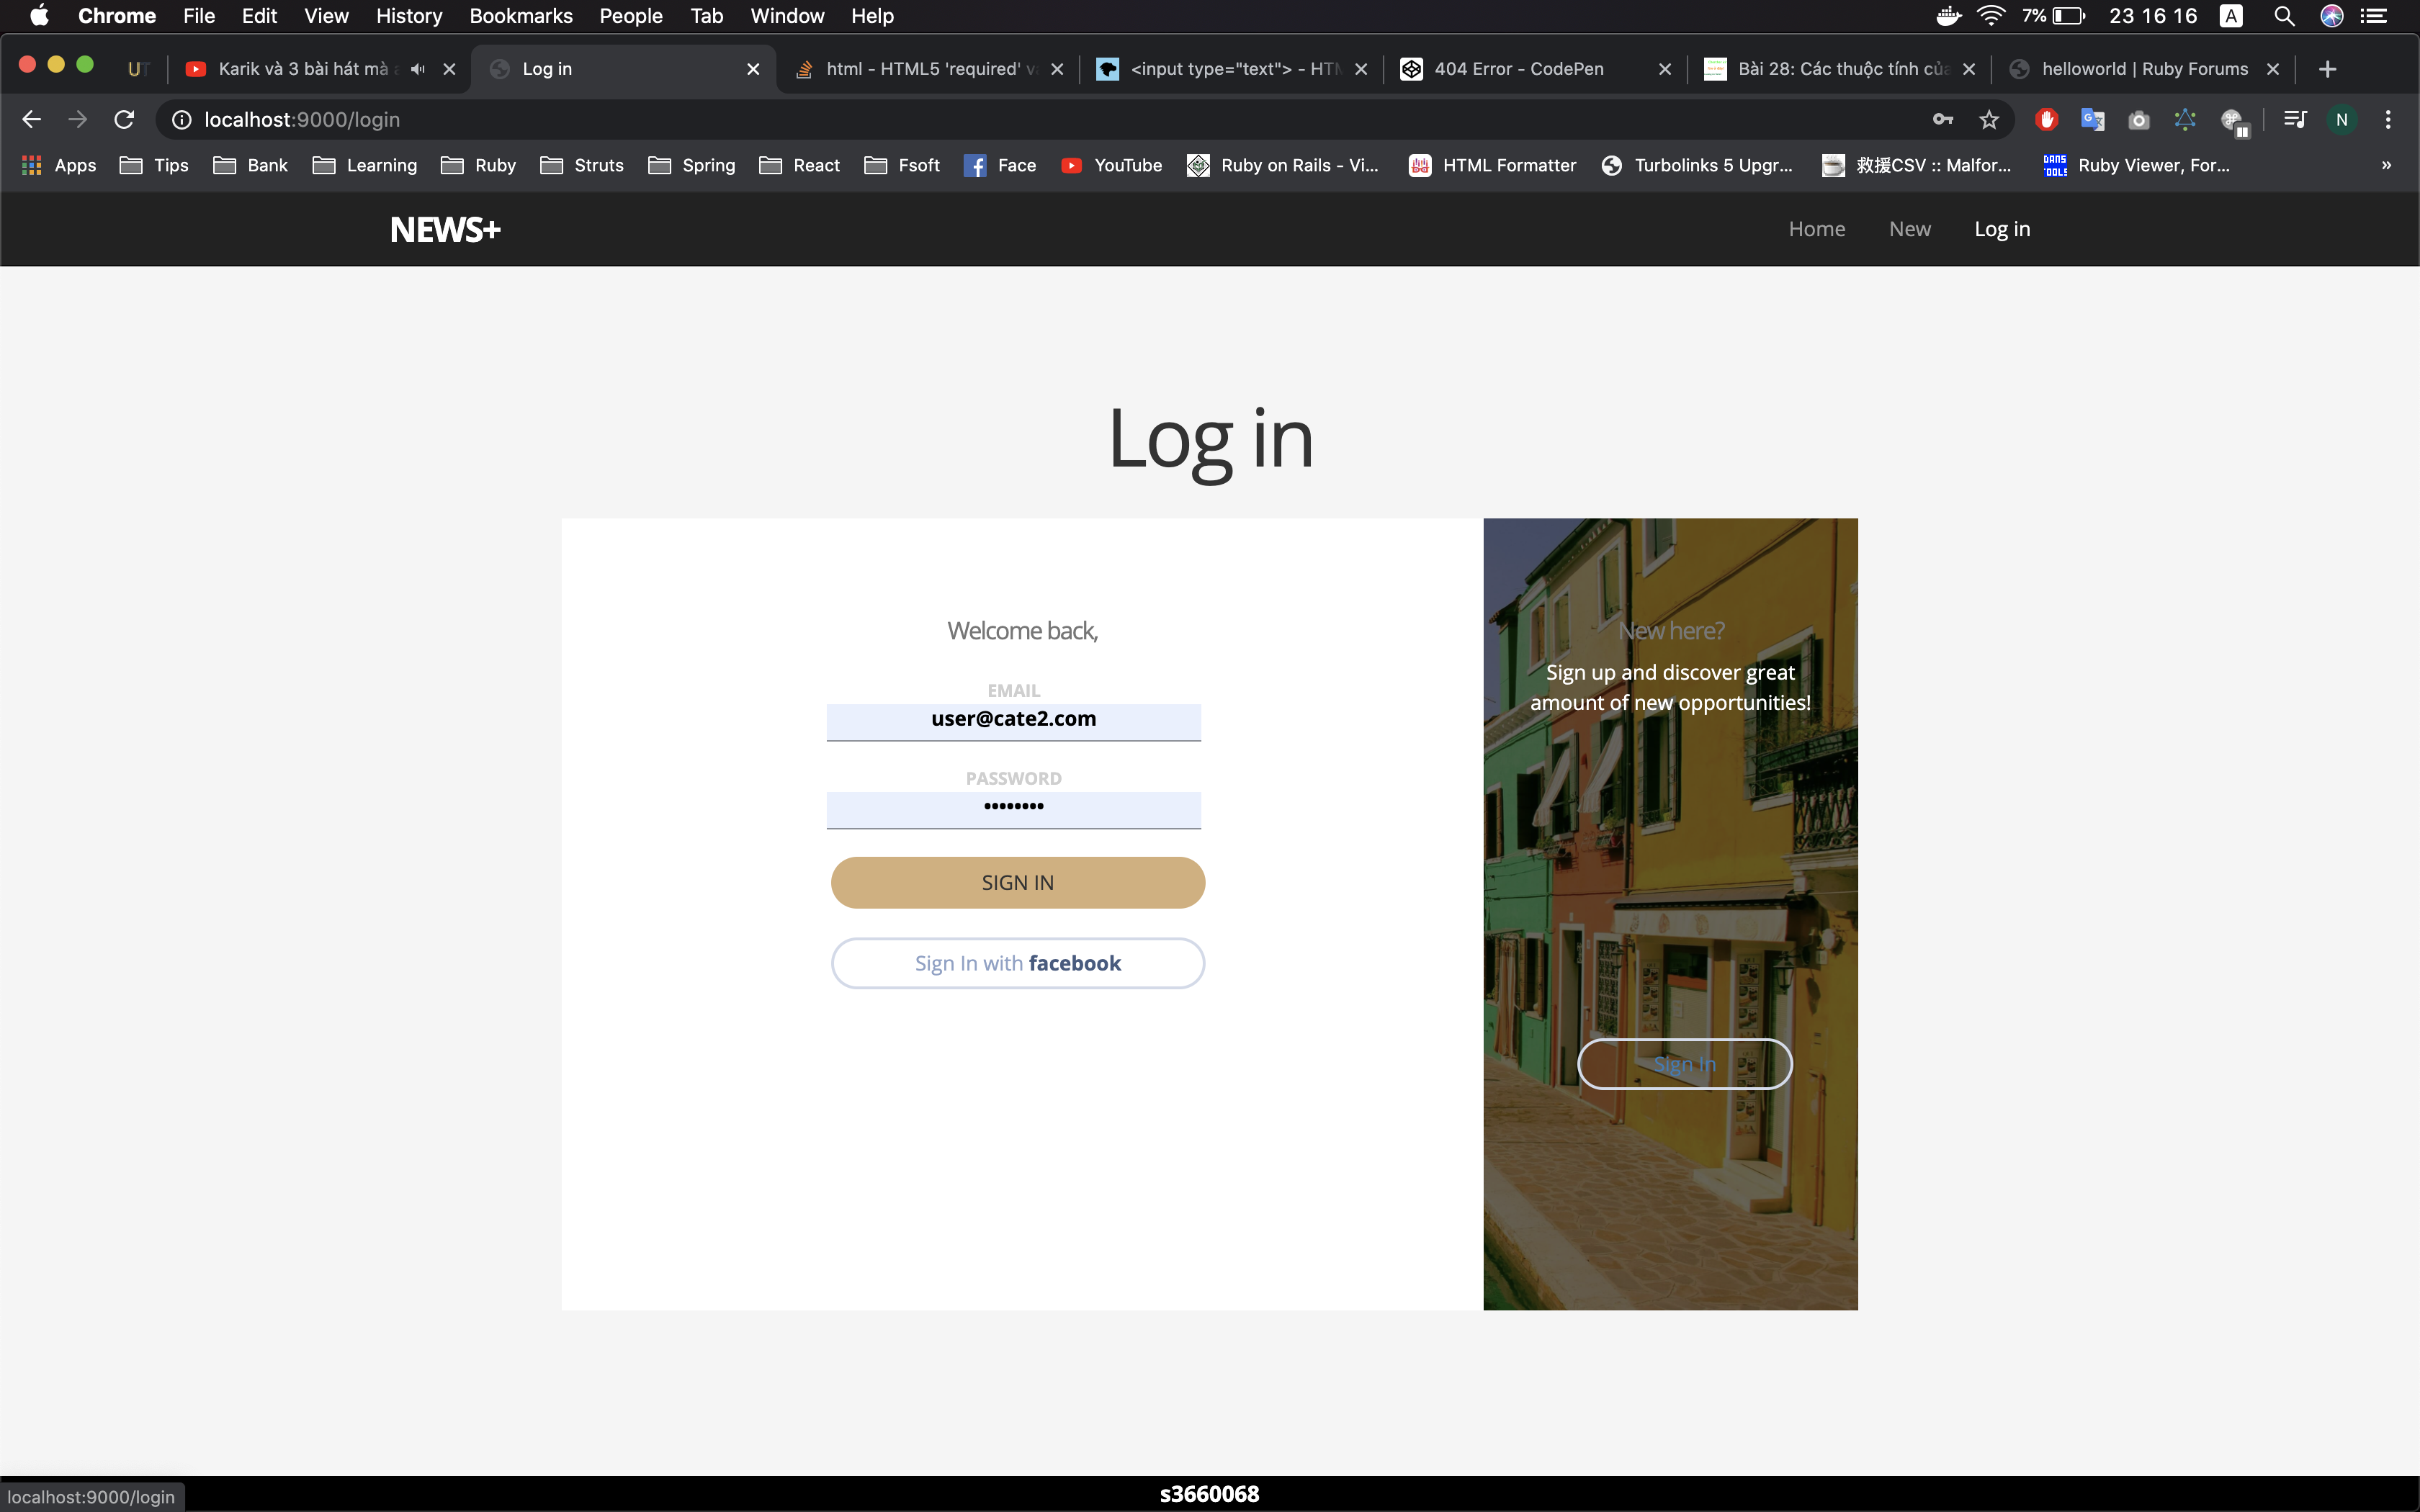 Chrome File Edit View History Bookmarks People Tab Window Help 7% 23 16 16 A
UT Karik và 3 bài hát mà Log in html - HTML5 'required' <input type="text"> - HTM 404 Error - CodePen Bài 28: Các thuộc tính củ Ruby Forums helloworld |
localhost:9000/login N
Apps Tips Bank Learning Ruby Struts Spring React Fsoft Face YouTube Ruby on Rails - Vi... HTML Formatter Turbolinks 5 Upgr... 救援CSV :: Malfor... DANS TOOLS Ruby Viewer, For... »
NEWS+ Home New Log in
Log in
Welcome back,
EMAIL
user@cate2.com
PASSWORD
••••••••
SIGN IN
Sign In with facebook
New here?
Sign up and discover great
amount of new opportunities!
Sign In
localhost:9000/login
s3660068